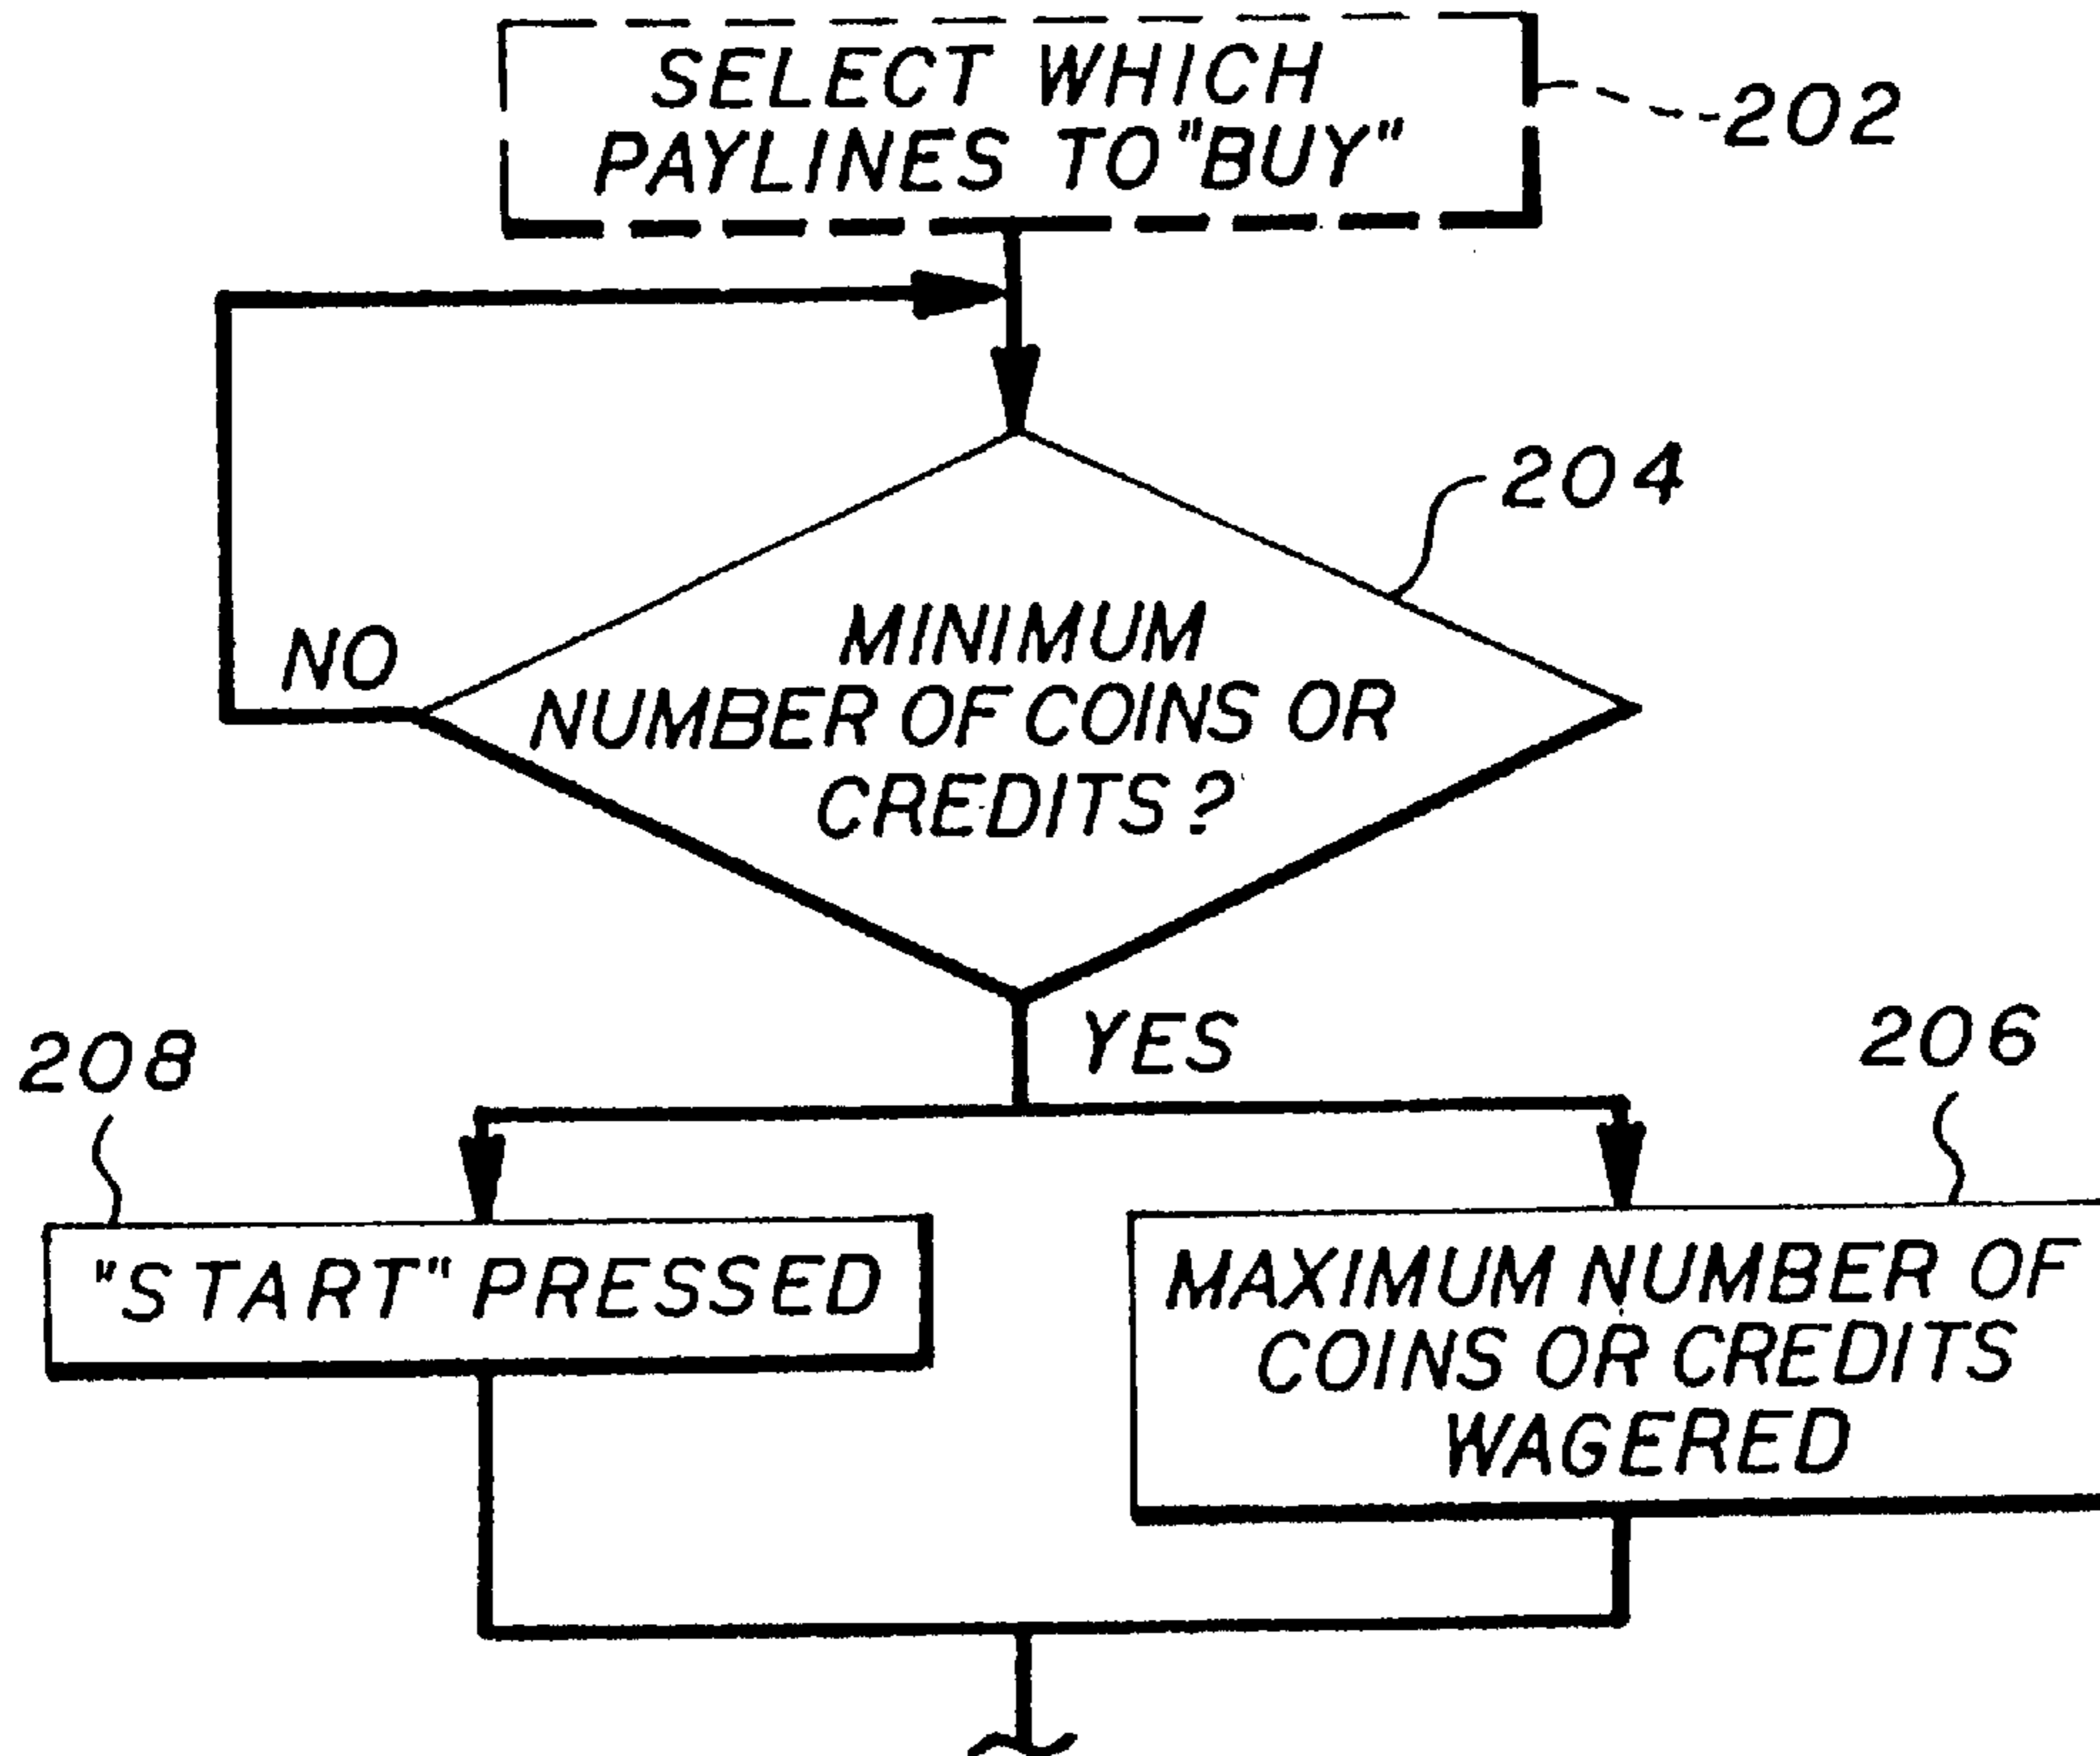 SELECT WHICH
PAYLINES TO "BUY"
202
204
NO
MINIMUM
NUMBER OF COINS OR
CREDITS?
YES
208
206
"START" PRESSED
MAXIMUM NUMBER OF
COINS OR CREDITS
WAGERED